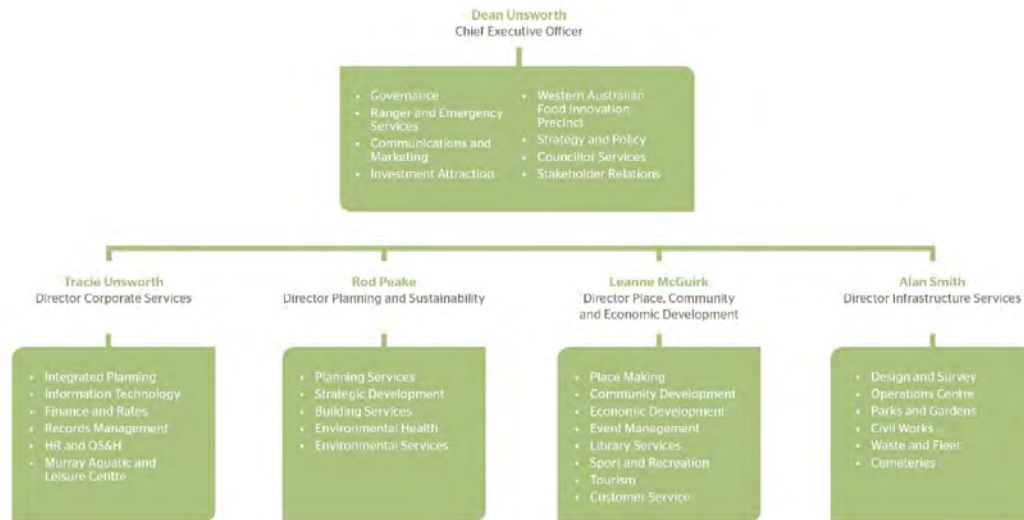 Dean Unsworth
Chief Executive Officer
• Governance
• Ranger and Emergency
Services
• Communications and
Marketing
• Investment Attraction
• Western Australian
Food Innovation
Precinct
• Strategy and Policy
• Councillor Services
• Stakeholder Relations
Tracie Unsworth
Director Corporate Services
• Integrated Planning
• Information Technology
• Finance and Rates
• Records Management
• HR and OS&H
• Murray Aquatic and
Leisure Centre
Rod Peake
Director Planning and Sustainability
• Planning Services
• Strategic Development
• Building Services
• Environmental Health
• Environmental Services
Leanne McGuirk
Director Place, Community
and Economic Development
• Place Making
• Community Development
• Economic Development
• Event Management
• Library Services
• Sport and Recreation
• Tourism
• Customer Service
Alan Smith
Director Infrastructure Services
• Design and Survey
• Operations Centre
• Parks and Gardens
• Civil Works
• Waste and Fleet
• Cemeteries